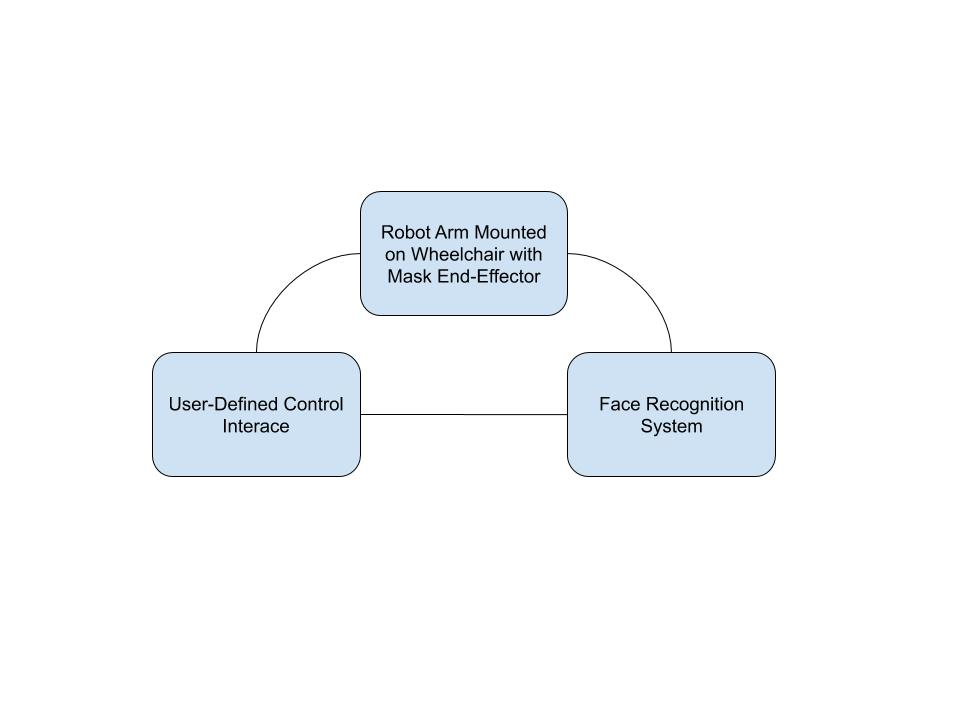 Robot Arm Mounted
on Wheelchair with
Mask End-Effector
User-Defined Control
Interace
Face Recognition
System